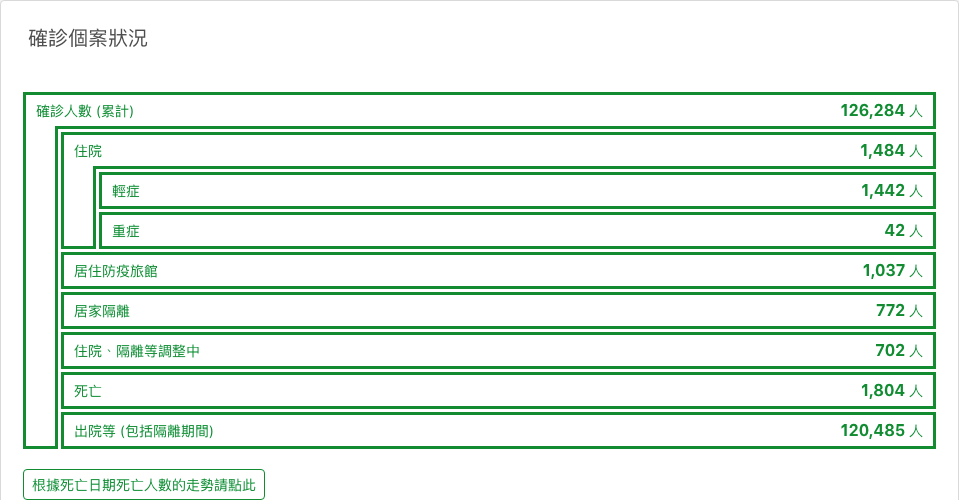 確診個案狀況
確診人數 (累計) 126,284 人
住院 1,484 人
輕症 1,442 人
重症 42 人
居住防疫旅館 1,037 人
居家隔離 772 人
住院、隔離等調整中 702 人
死亡 1,804 人
出院等 (包括隔離期間) 120,485 人
根據死亡日期死亡人數的走勢請點此